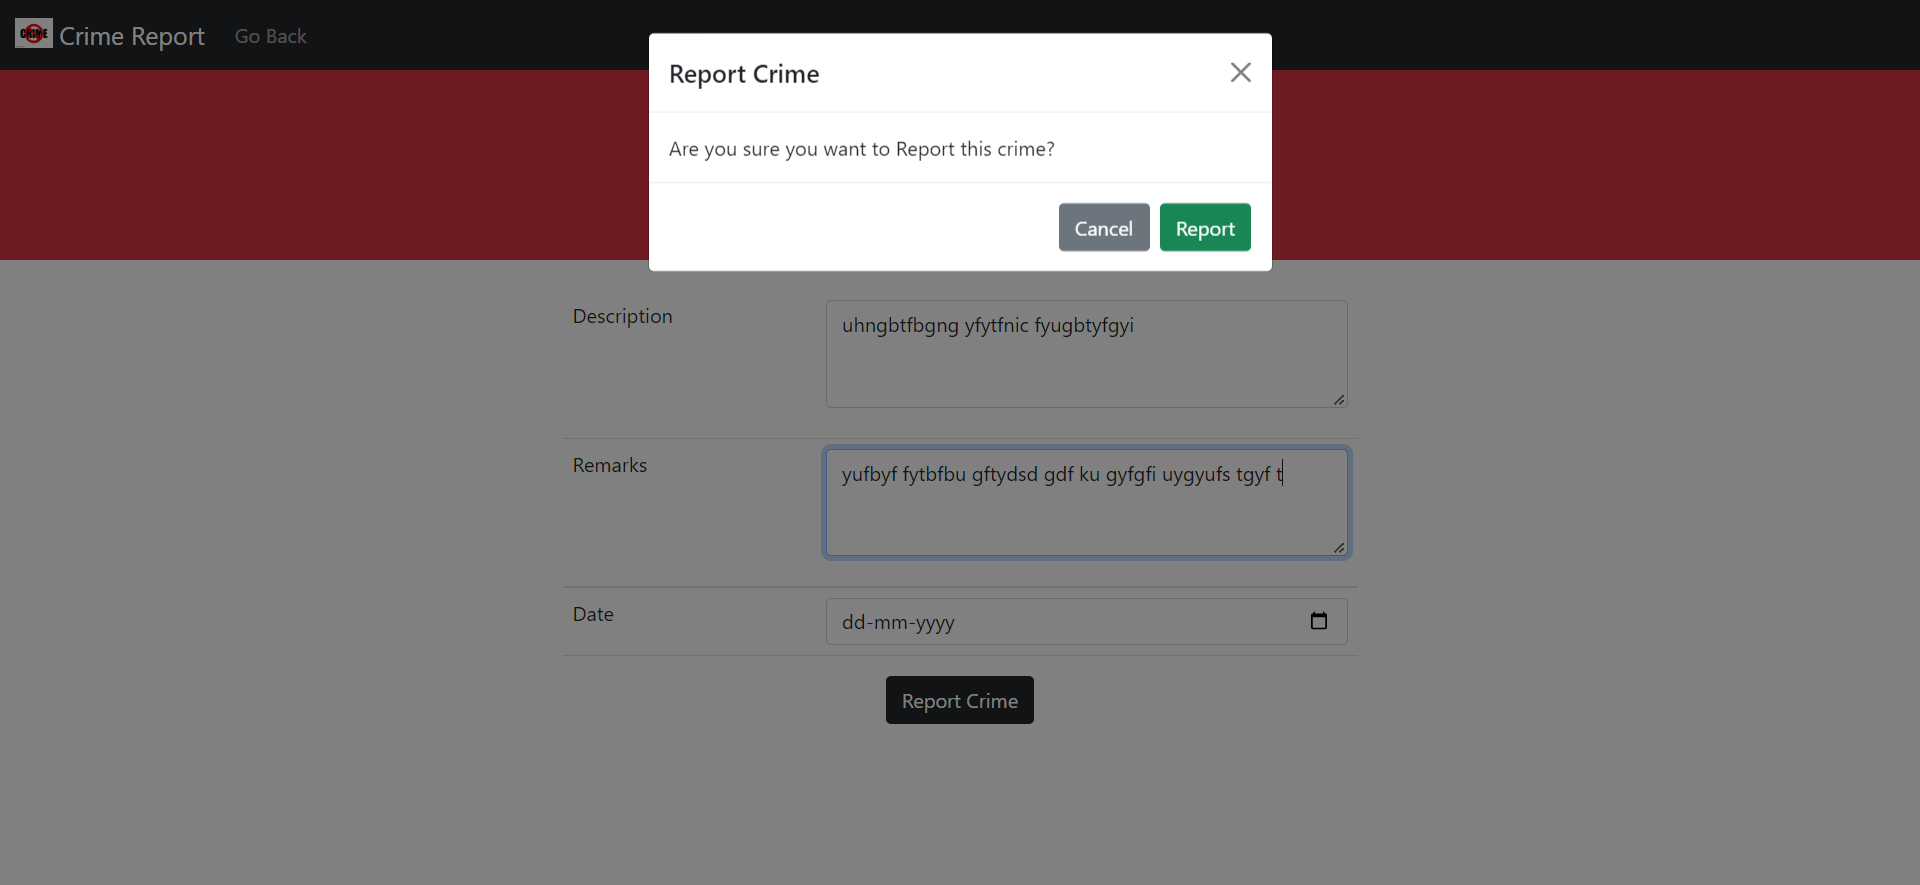 CRIME
Crime Report Go Back
Report Crime
Are you sure you want to Report this crime?
Cancel Report
Description
uhngbtfbgng yfytfnic fyugbtyfgyi
Remarks
yufbyf fytbfbu gftydsd gdf ku gyfgfi uygyufs tgyf t
Date
dd-mm-yyyy
Report Crime